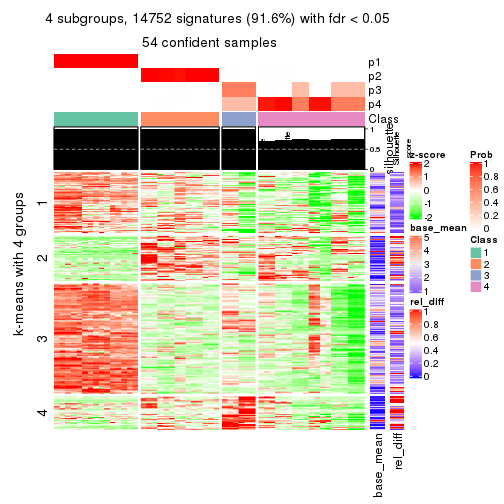 4 subgroups, 14752 signatures (91.6%) with fdr < 0.05
54 confident samples
p1
p2
p3
p4
Class
1
0.5
0
silhouette
Silhouette
score
k-means with 4 groups
1
2
3
4
base_mean
rel_diff
z-score
2
1
0
-1
-2
base_mean
5
4
3
2
1
rel_diff
1
0.8
0.6
0.4
0.2
0
Prob
1
0.8
0.6
0.4
0.2
0
Class
1
2
3
4